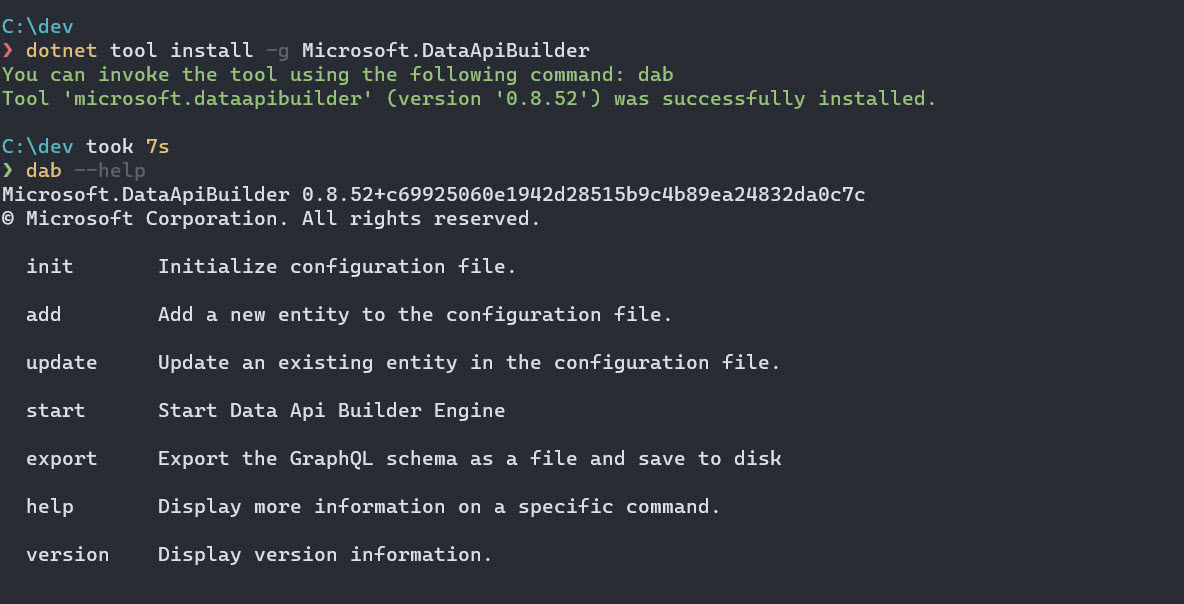 C:\dev
❯ dotnet tool install -g Microsoft.DataApiBuilder
You can invoke the tool using the following command: dab
Tool 'microsoft.dataapibuilder' (version '0.8.52') was successfully installed.
C:\dev took 7s
❯ dab --help
Microsoft.DataApiBuilder 0.8.52+c69925060e1942d28515b9c4b89ea24832da0c7c
© Microsoft Corporation. All rights reserved.
init Initialize configuration file.
add Add a new entity to the configuration file.
update Update an existing entity in the configuration file.
start Start Data Api Builder Engine
export Export the GraphQL schema as a file and save to disk
help Display more information on a specific command.
version Display version information.